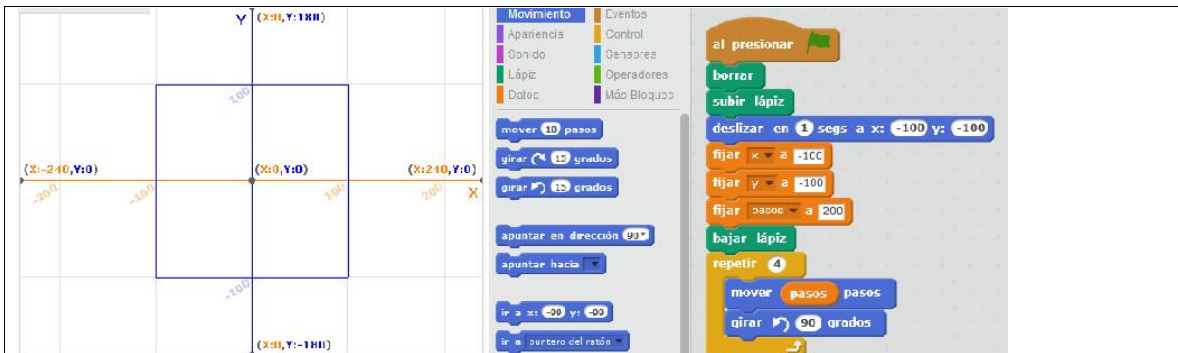 Y (X:0,Y:180)
100
(X:-240,Y:0) (X:0,Y:0) (X:240,Y:0)
-200 -100 100 200 X
-100
(X:0,Y:-180)
Movimiento Eventos
Apariencia Control
Sonido Sensores
Lápiz Operadores
Datos Más Bloques
mover 10 pasos
girar 15 grados
girar 15 grados
apuntar en dirección 90
apuntar hacia
ir a x: y:
ir a puntero del ratón
al presionar
borrar
subir lápiz
deslizar en 1 segs a x: -100 y: -100
fijar x a -100
fijar y a -100
fijar pasos a 200
bajar lápiz
repetir 4
mover pasos pasos
girar 90 grados